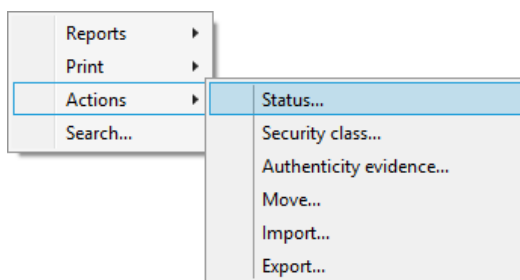 Reports
Print
Actions
Search...
Status...
Security class...
Authenticity evidence...
Move...
Import...
Export...